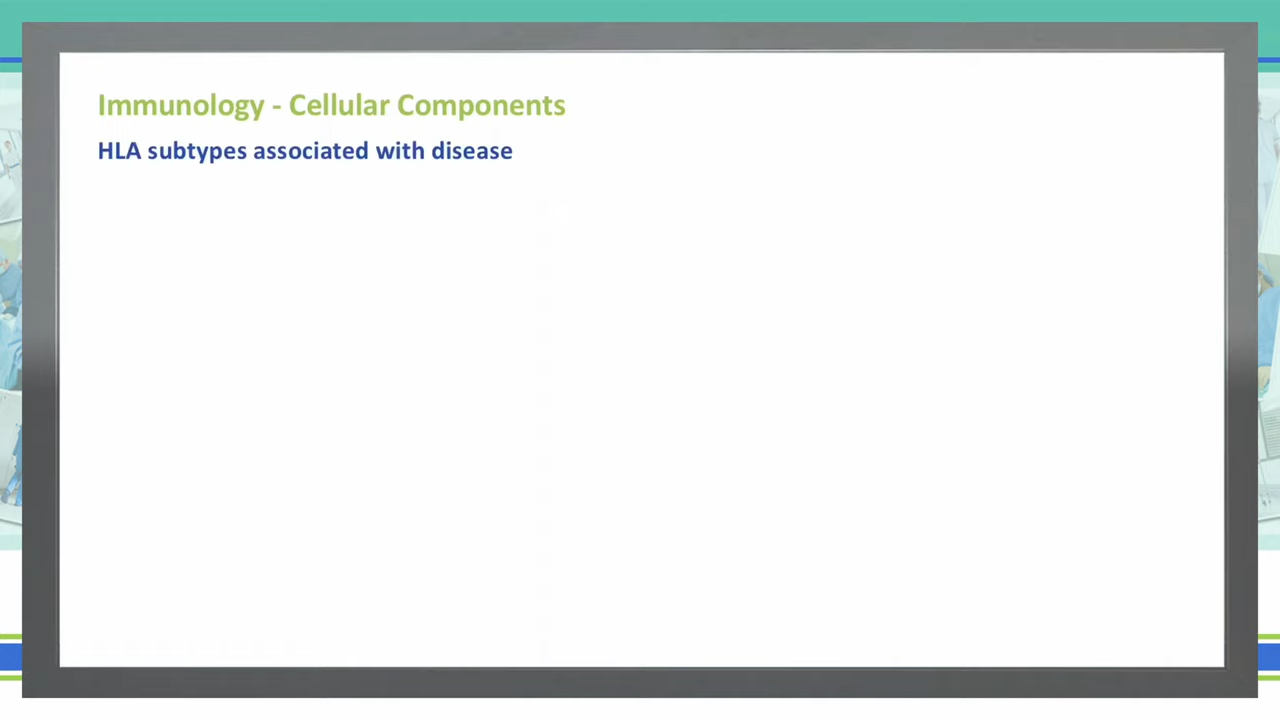 Immunology - Cellular Components
HLA subtypes associated with disease